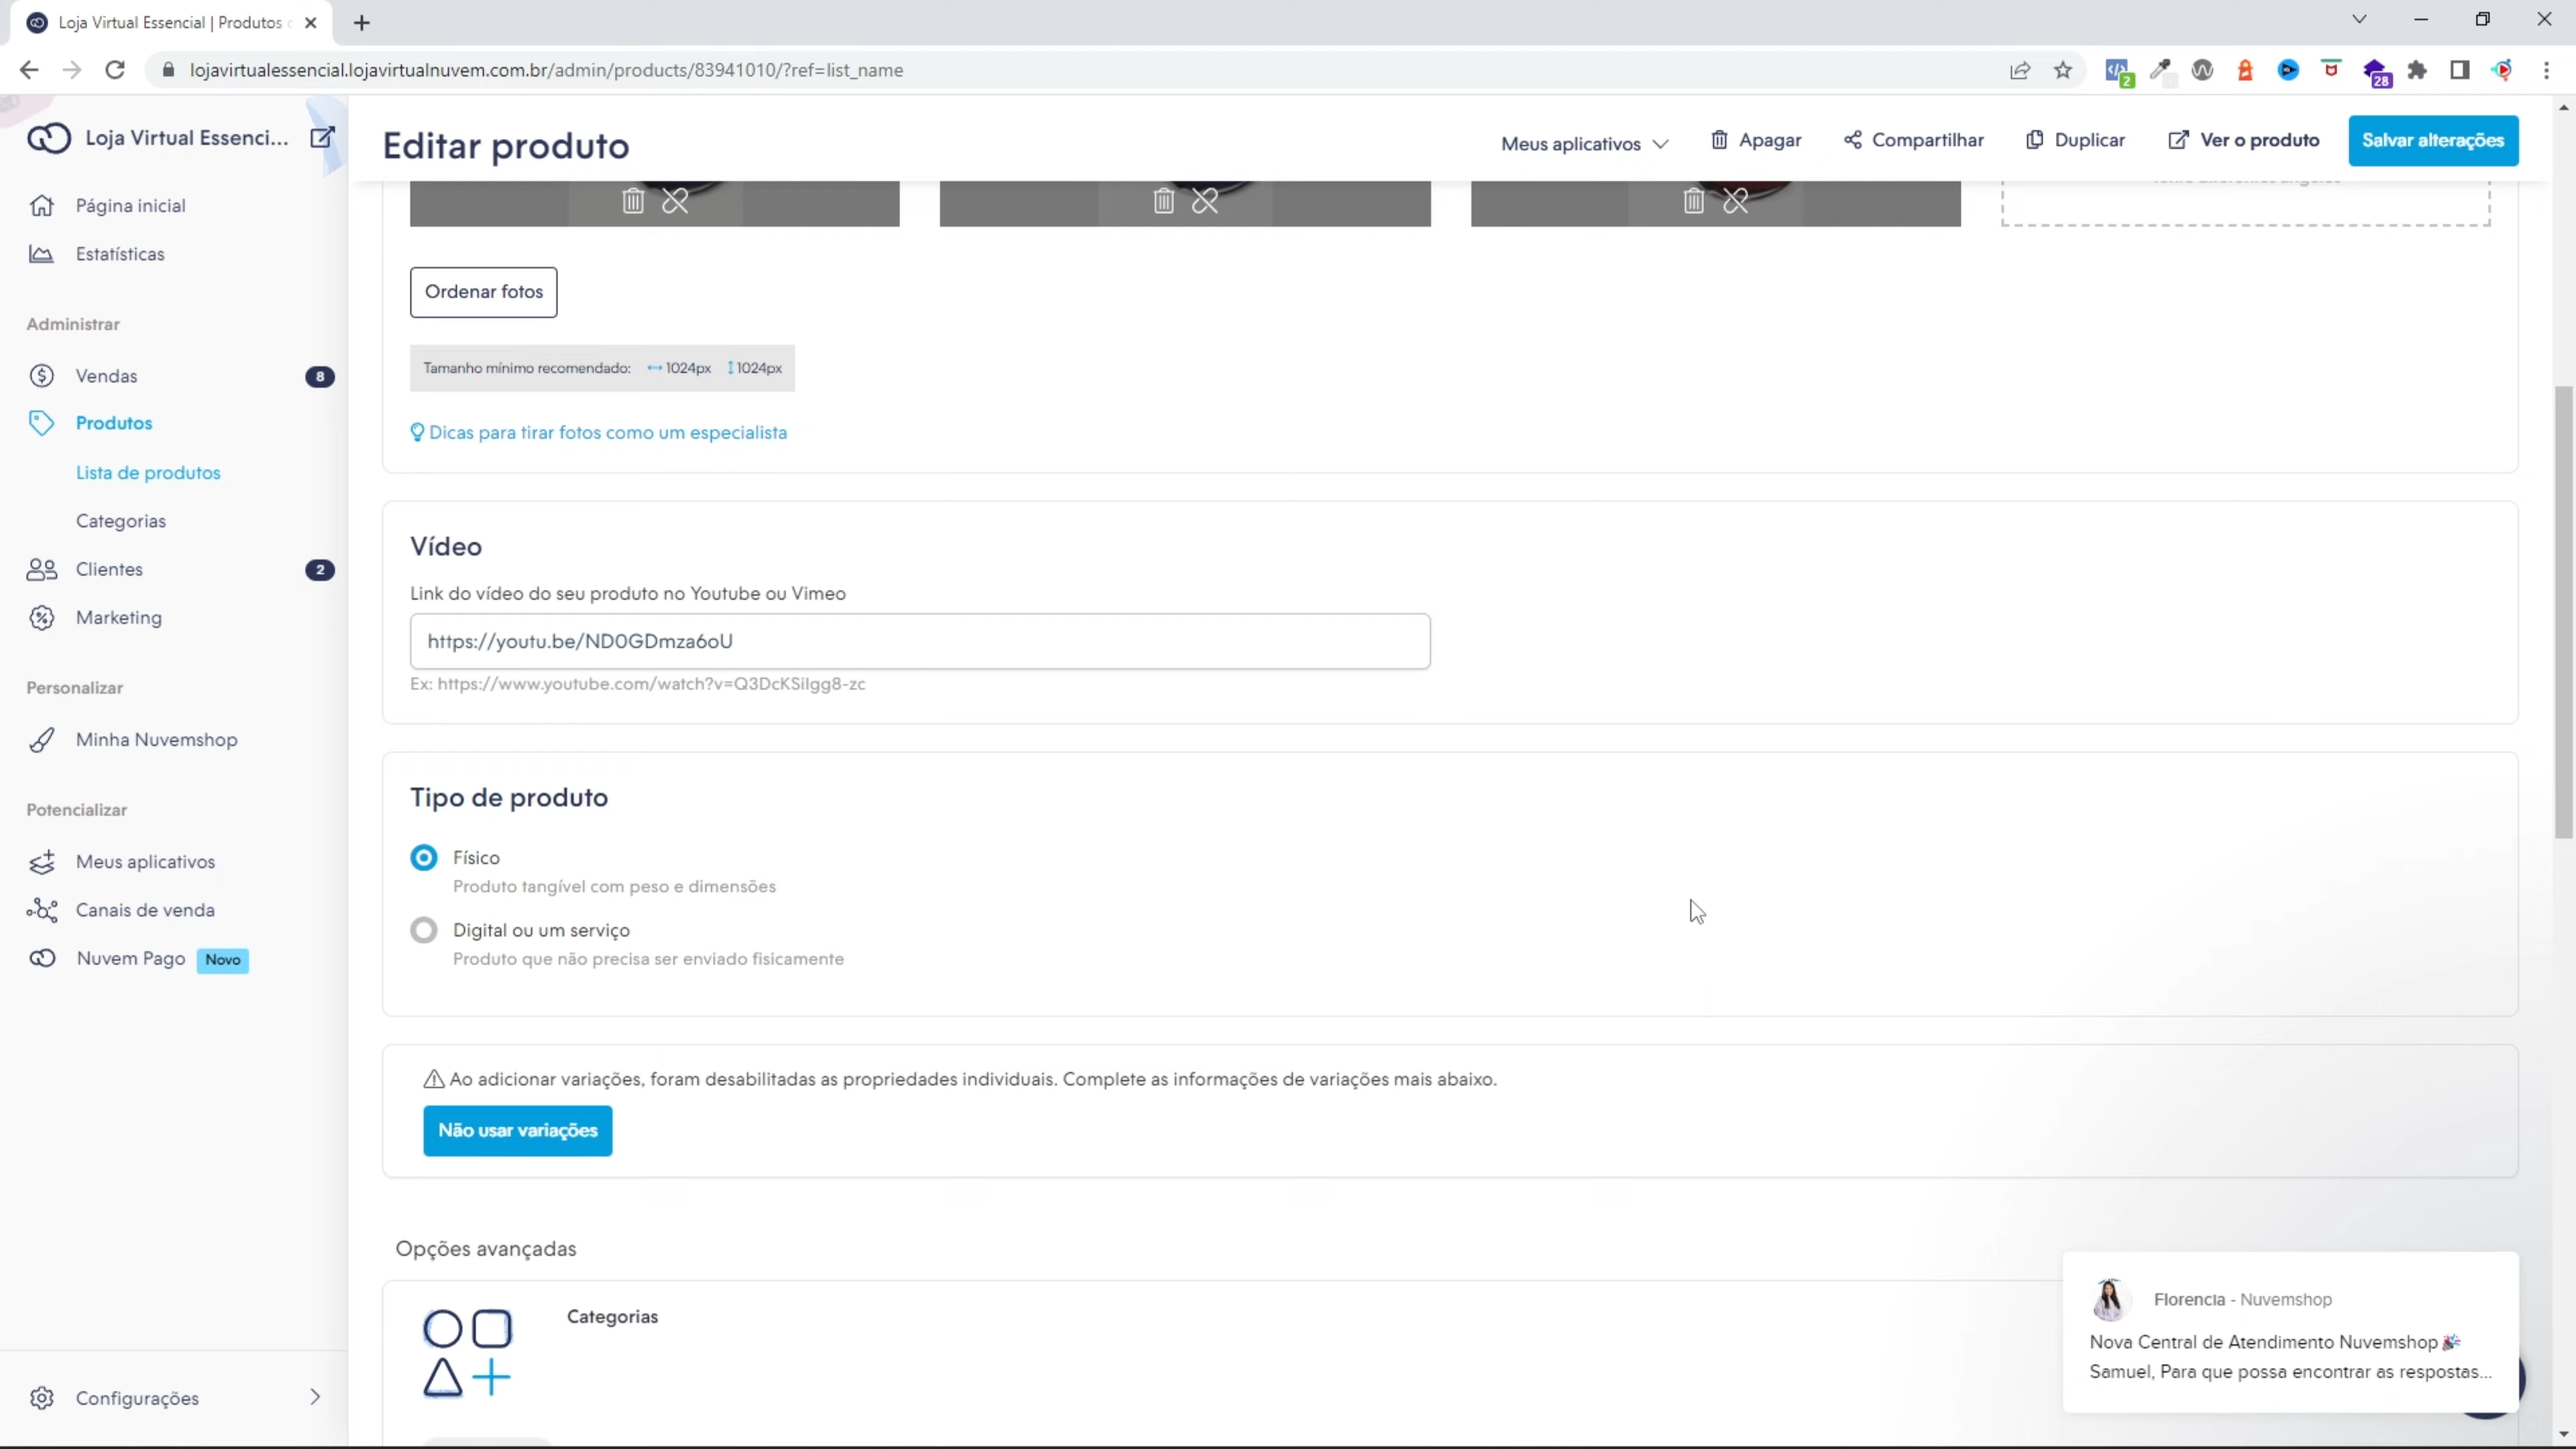 Loja Virtual Essencial | Produtos
lojavirtualessencial.lojavirtualnuvem.com.br/admin/products/83941010/?ref=list_name
2
28
Loja Virtual Essenci...
Página inicial
Estatísticas
Administrar
Vendas
8
Produtos
Lista de produtos
Categorias
Clientes
2
Marketing
Personalizar
Minha Nuvemshop
Potencializar
Meus aplicativos
Canais de venda
Nuvem Pago Novo
Configurações
Editar produto
Meus aplicativos
Apagar
Compartilhar
Duplicar
Ver o produto
Salvar alterações
Ordenar fotos
Tamanho mínimo recomendado: 1024px 1024px
Dicas para tirar fotos como um especialista
Vídeo
Link do vídeo do seu produto no Youtube ou Vimeo
https://youtu.be/ND0GDmza6oU
Ex: https://www.youtube.com/watch?v=Q3DcKSiIgg8-zc
Tipo de produto
Físico
Produto tangível com peso e dimensões
Digital ou um serviço
Produto que não precisa ser enviado fisicamente
Ao adicionar variações, foram desabilitadas as propriedades individuais. Complete as informações de variações mais abaixo.
Não usar variações
Opções avançadas
Categorias
Florencia - Nuvemshop
Nova Central de Atendimento Nuvemshop 🎉
Samuel, Para que possa encontrar as respostas...